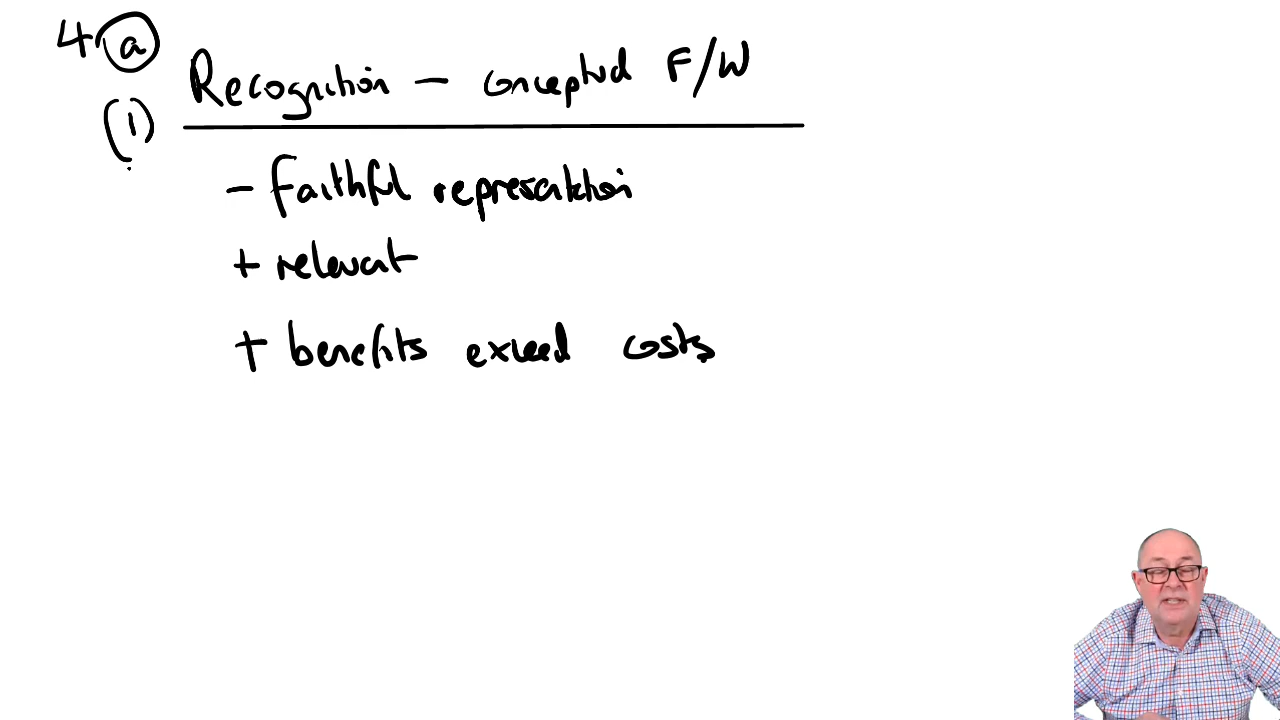 4 a
(1) Recognition - conceptual F/W
- faithful representation
+ relevant
+ benefits exceed costs